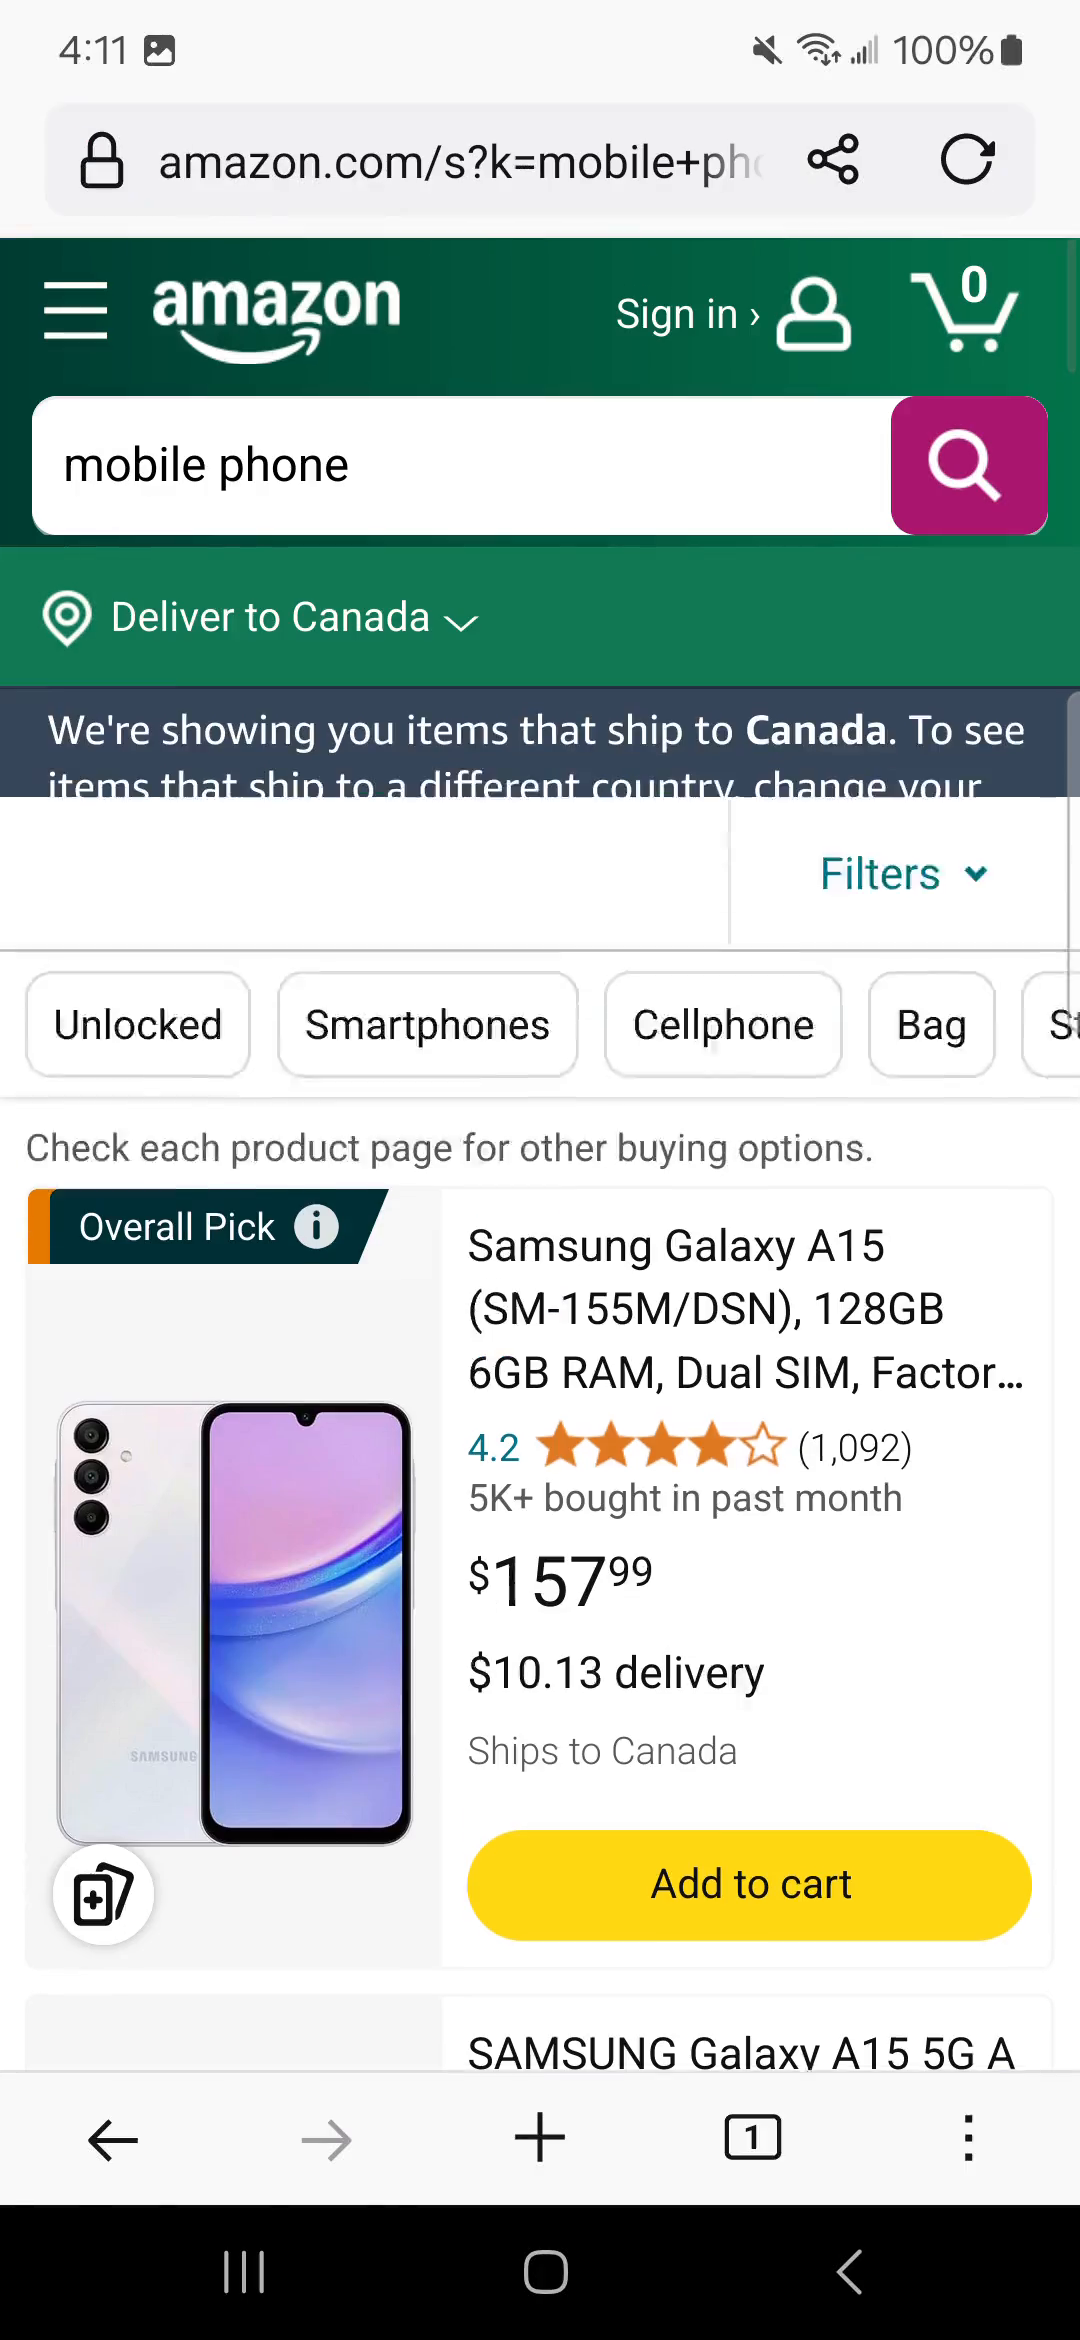 4:11
100%
amazon.com/s?k=mobile+pho
amazon
Sign in ›
0
mobile phone
Deliver to Canada
We're showing you items that ship to Canada. To see
items that ship to a different country, change your
Filters
Unlocked
Smartphones
Cellphone
Bag
St
Check each product page for other buying options.
Overall Pick
Samsung Galaxy A15
(SM-155M/DSN), 128GB
6GB RAM, Dual SIM, Factor...
4.2 (1,092)
5K+ bought in past month
$157.99
$10.13 delivery
Ships to Canada
SAMSUNG
Add to cart
SAMSUNG Galaxy A15 5G A
1